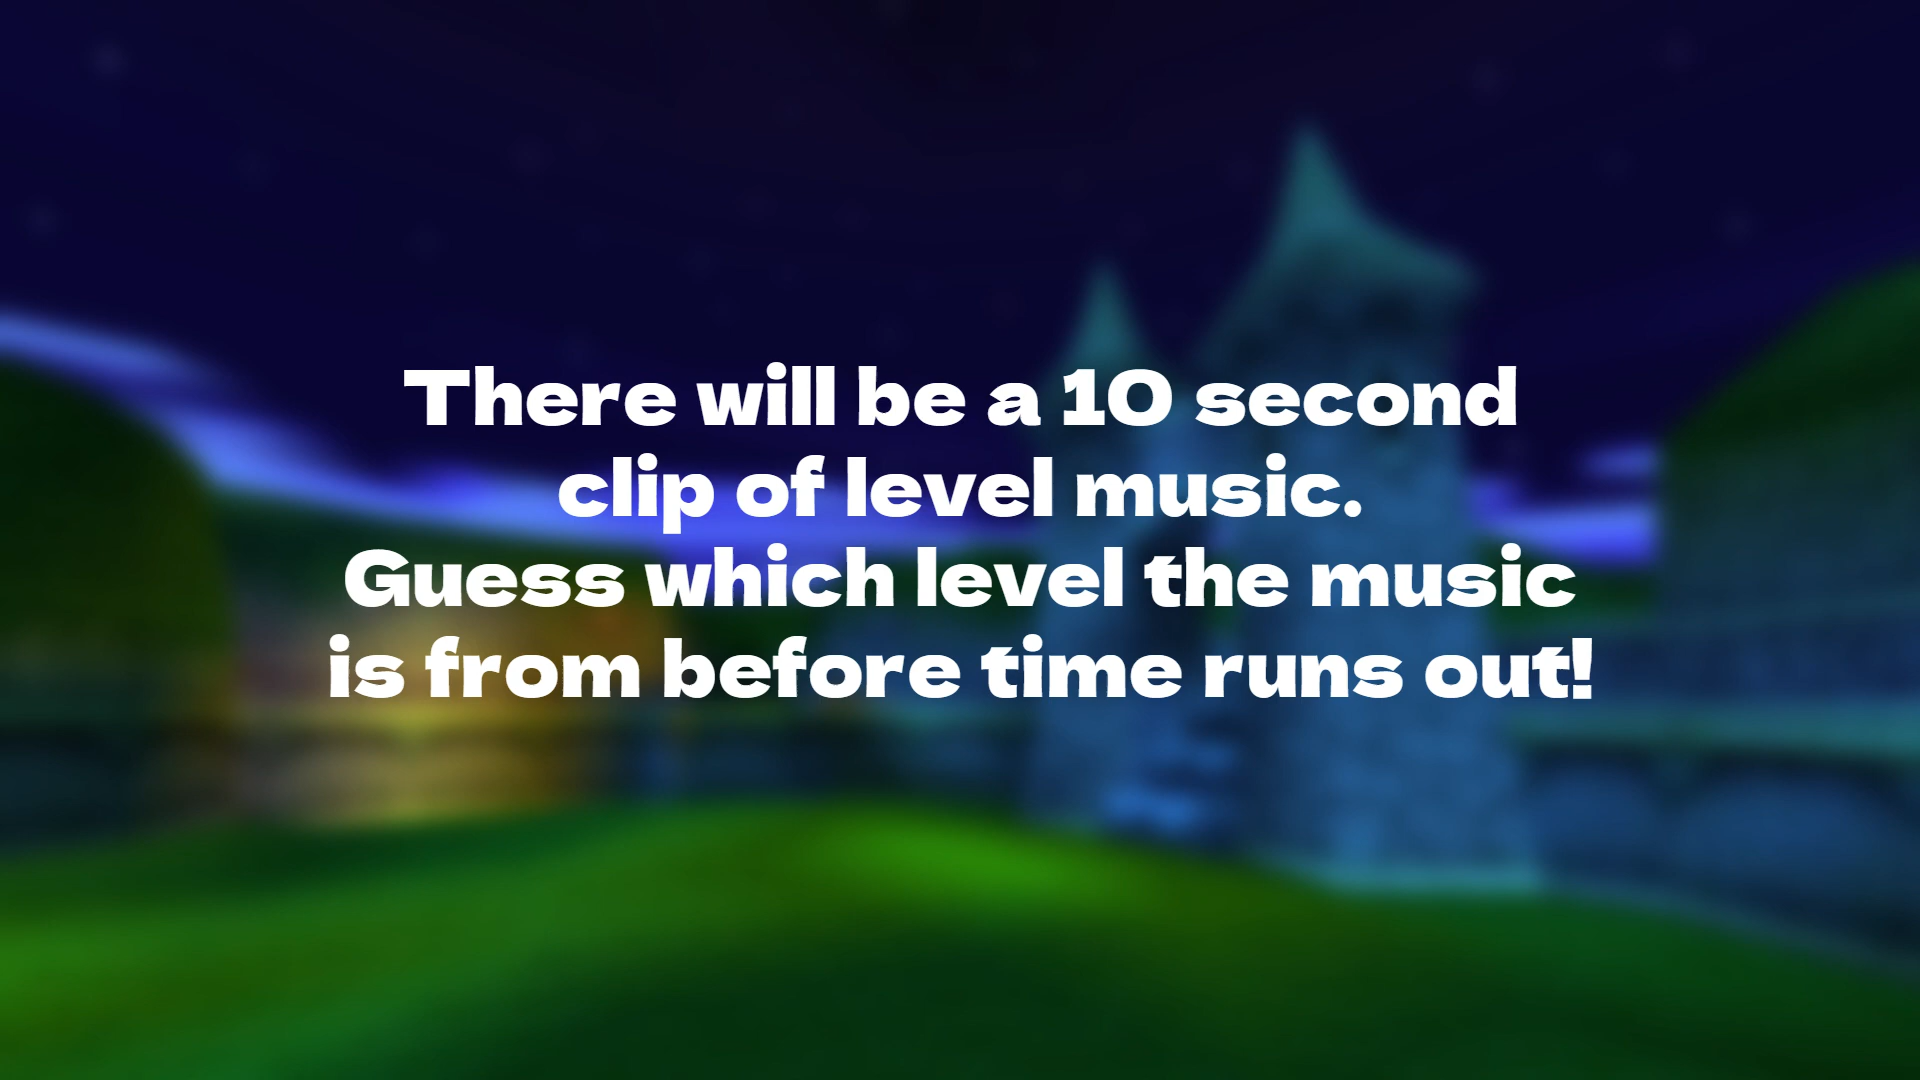 There will be a 10 second
clip of level music.
Guess which level the music
is from before time runs out!